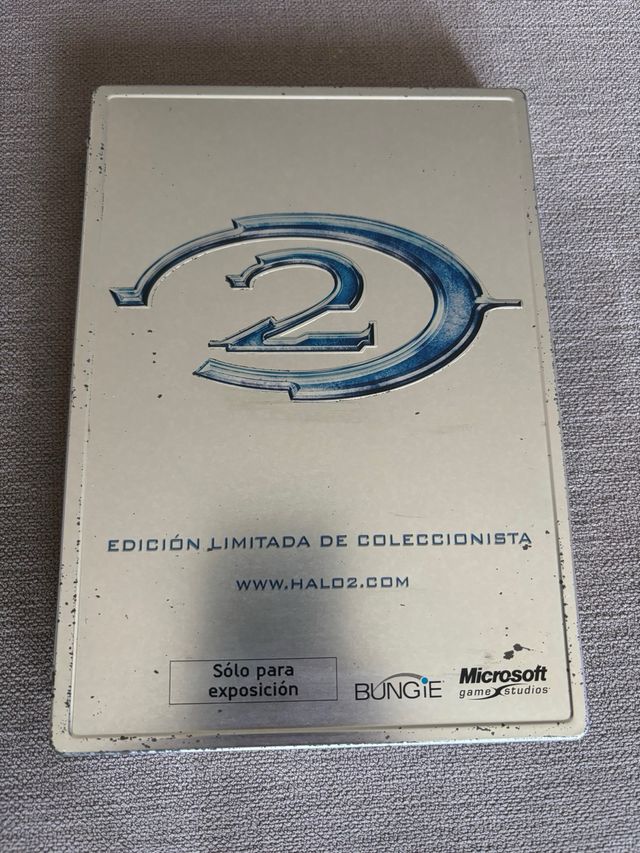 2
EDICIÓN LIMITADA DE COLECCIONISTA
WWW.HALO2.COM
Sólo para
exposición
BUNGiE
Microsoft
game studios